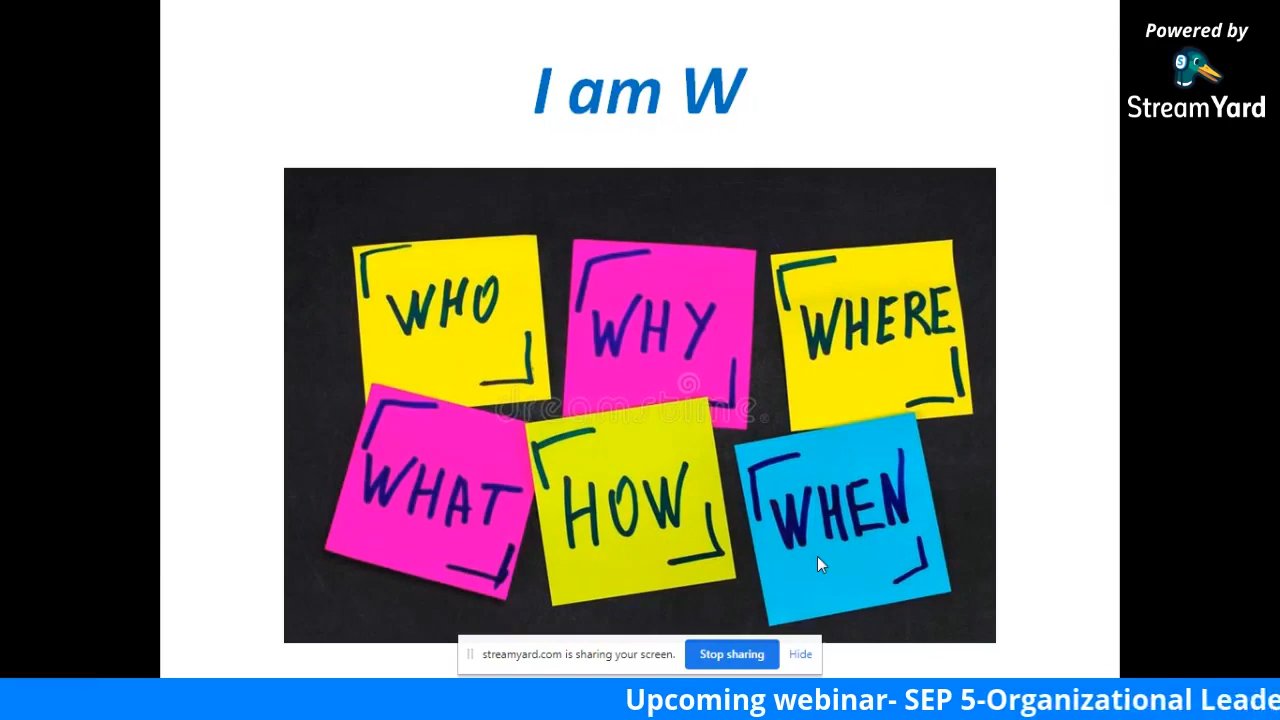 Powered by
StreamYard
I am W
WHO
WHY
WHERE
WHAT
HOW
WHEN
dreamstime.
streamyard.com is sharing your screen.
Stop sharing
Hide
Upcoming webinar- SEP 5-Organizational Leade